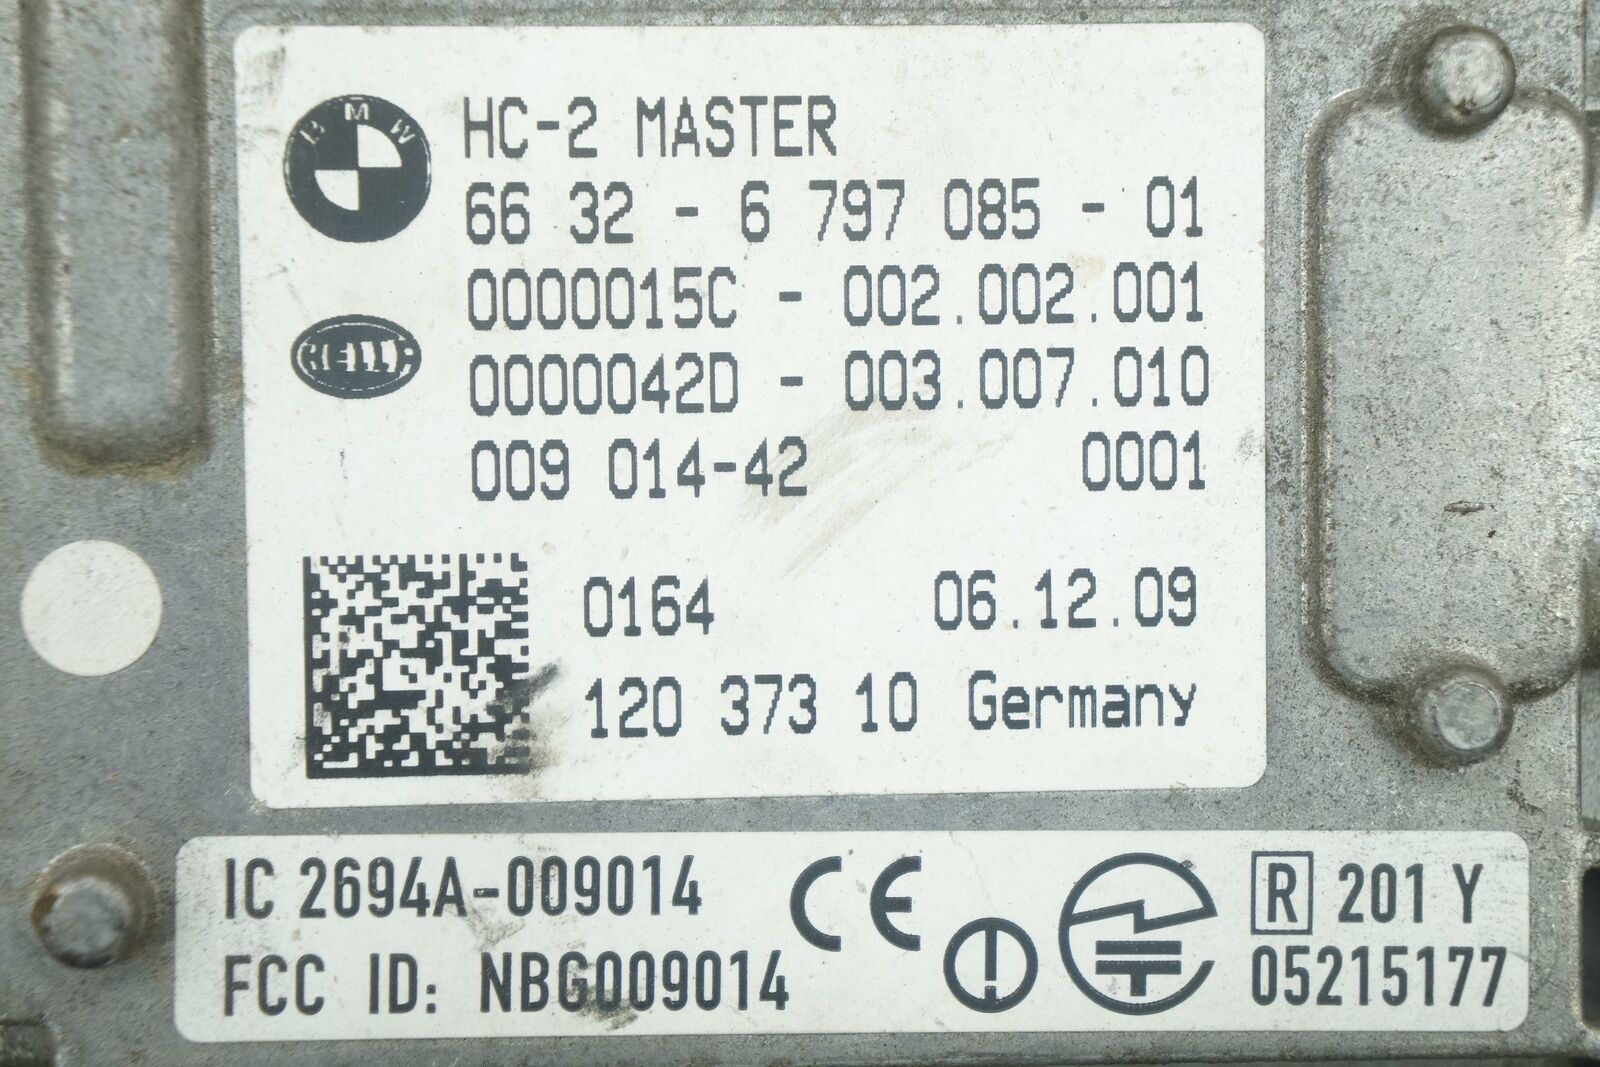 BMW
HC-2 MASTER
66 32 - 6 797 085 - 01
0000015C - 002.002.001
HELLA
0000042D - 003.007.010
009 014-42 0001
0164 06.12.09
120 373 10 Germany
IC 2694A-009014 CE R 201 Y
FCC ID: NBG009014 05215177